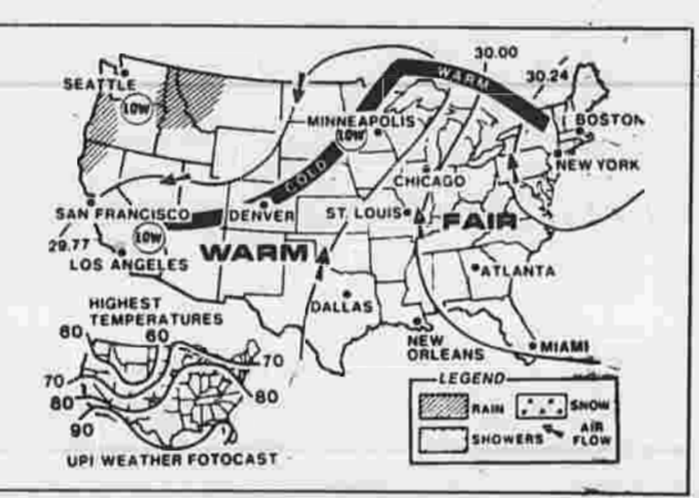 30.00
WARM
30.24
SEATTLE
LOW
MINNEAPOLIS
LOW
BOSTON
COLD
NEW YORK
CHICAGO
SAN FRANCISCO
DENVER
ST. LOUIS
FAIR
29.77
LOW
WARM
LOS ANGELES
ATLANTA
HIGHEST
TEMPERATURES
DALLAS
60
60
NEW
ORLEANS
MIAMI
70
70
80
80
90
LEGEND
RAIN
SNOW
SHOWERS
AIR
FLOW
UPI WEATHER FOTOCAST